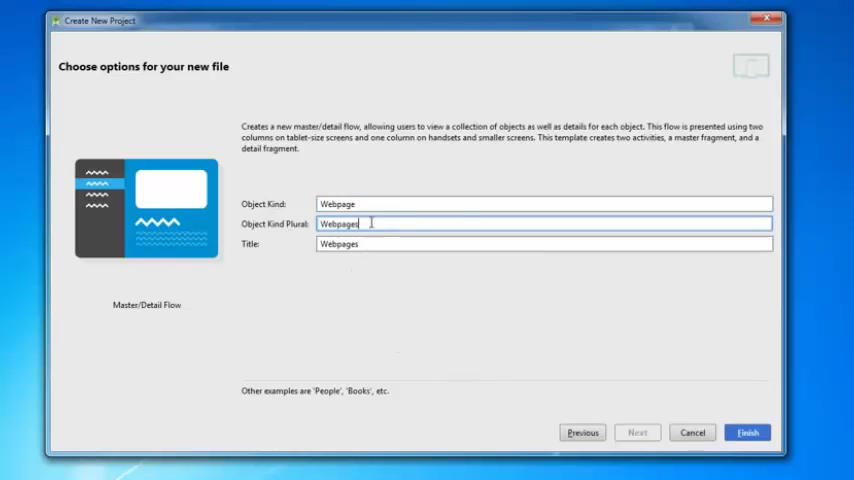 Create New Project
Choose options for your new file
Creates a new master/detail flow, allowing users to view a collection of objects as well as details for each object. This flow is presented using two
columns on tablet-size screens and one column on handsets and smaller screens. This template creates two activities, a master fragment, and a
detail fragment.
Object Kind: Webpage
Object Kind Plural: Webpages
Title: Webpages
Master/Detail Flow
Other examples are 'People', 'Books', etc.
Previous Next Cancel Finish